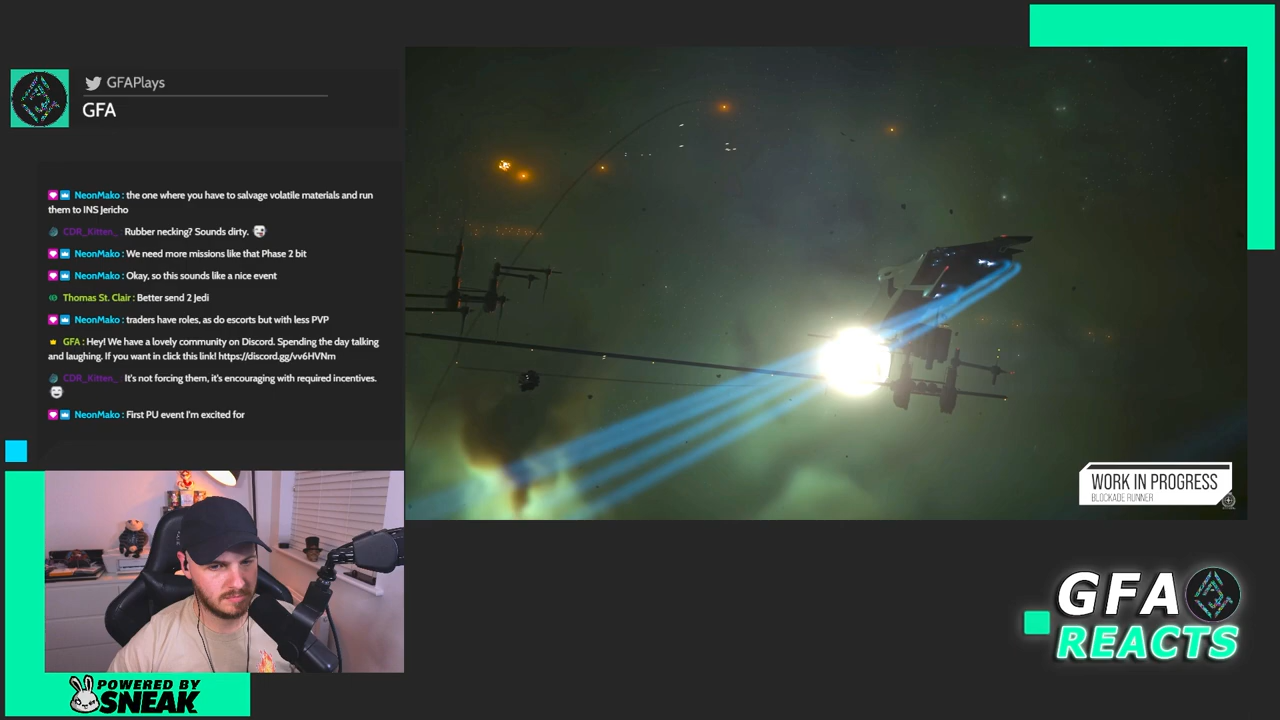 GFAPlays
GFA
NeonMako : the one where you have to salvage volatile materials and run
them to INS Jericho
CDR_Kitten_ : Rubber necking? Sounds dirty.
NeonMako : We need more missions like that Phase 2 bit
NeonMako : Okay, so this sounds like a nice event
Thomas St. Clair : Better send 2 Jedi
NeonMako : traders have roles, as do escorts but with less PVP
GFA : Hey! We have a lovely community on Discord. Spending the day talking
and laughing. If you want in click this link! https://discord.gg/vv6HVNm
CDR_Kitten_ : It's not forcing them, it's encouraging with required incentives.
NeonMako : First PU event I'm excited for
WORK IN PROGRESS
BLOCKADE RUNNER
GFA
REACTS
POWERED BY
SNEAK